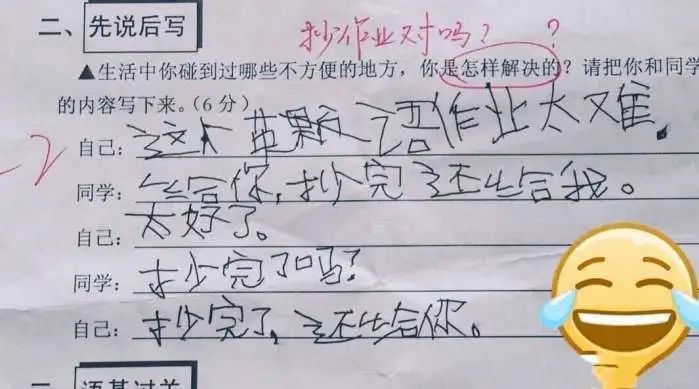 抄作业对吗？ ？
二、先说后写
▲生活中你碰到过哪些不方便的地方，你是怎样解决的？请把你和同学
的内容写下来。（6分）
-2
自己：这个英 语作业太难。
同学：给你，抄完还给我。
自己：太好了。
同学：抄完了吗？
自己：抄完了，还给你。
语基过关